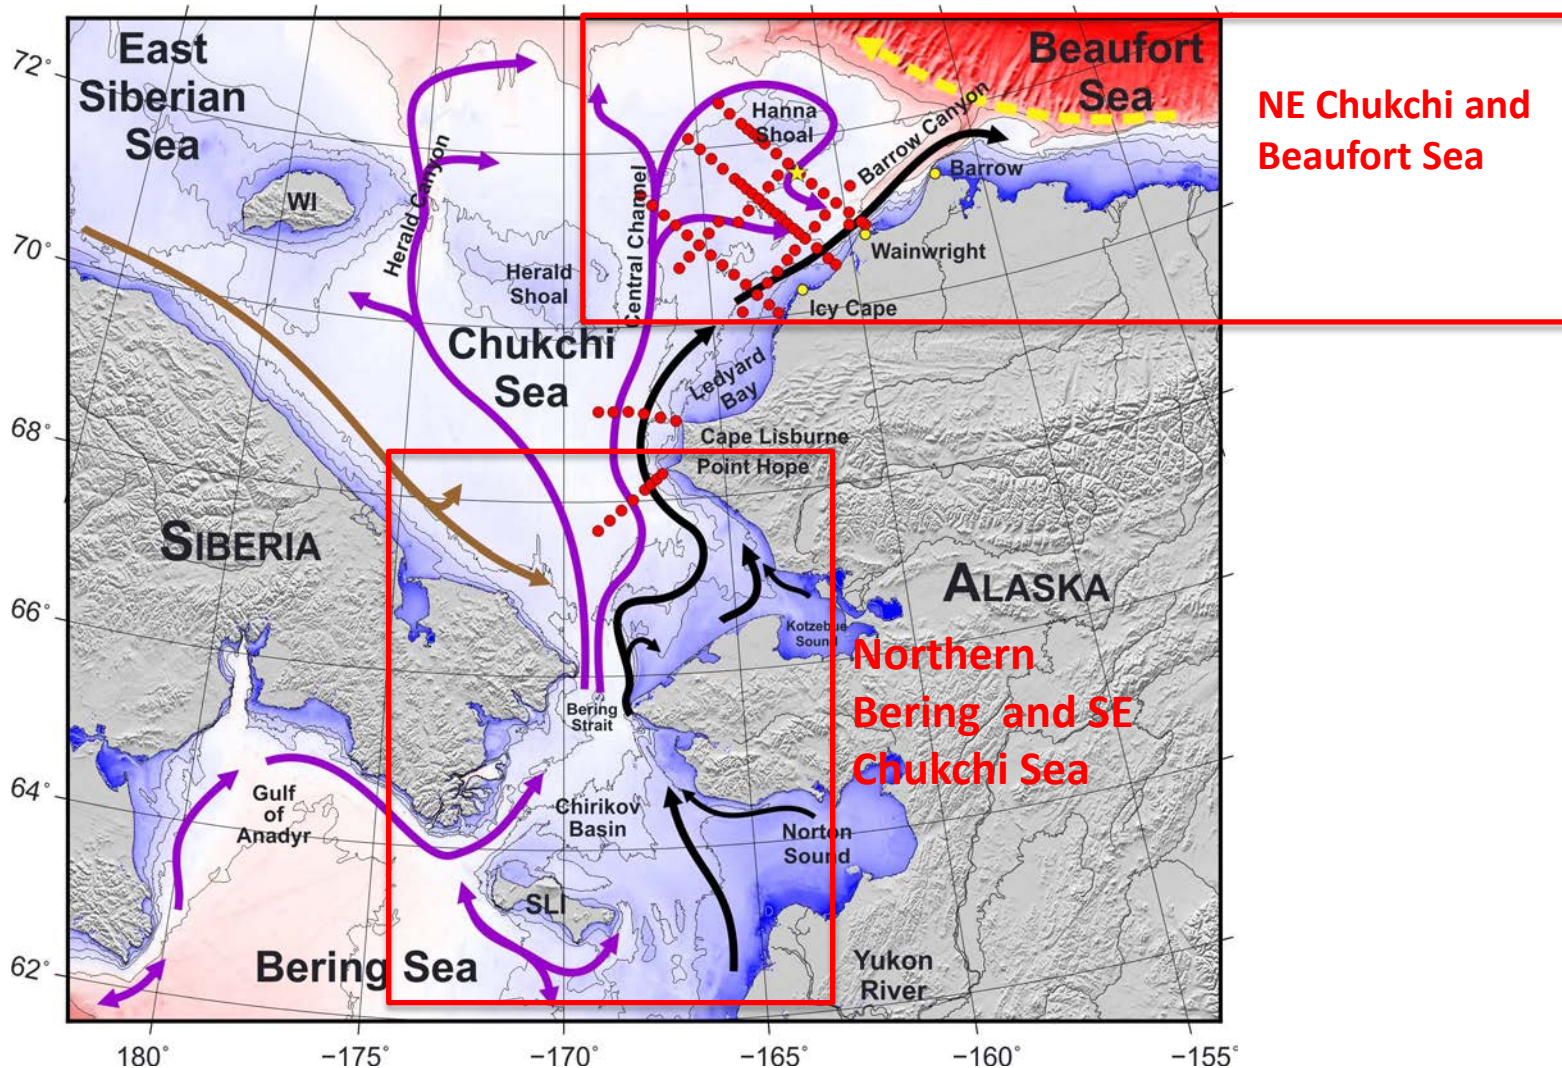 72°
70°
68°
66°
64°
62°
East
Siberian
Sea
Beaufort
Sea
NE Chukchi and
Beaufort Sea
Hanna
Shoal
Barrow Canyon
Barrow
WI
Herald Canyon
Central Channel
Wainwright
Herald
Shoal
Icy Cape
Chukchi
Sea
Ledyard
Bay
Cape Lisburne
Point Hope
SIBERIA
ALASKA
Kotzebue
Sound
Northern
Bering and SE
Chukchi Sea
Bering
Strait
Gulf
of
Anadyr
Chirikov
Basin
Norton
Sound
SLI
Bering Sea
Yukon
River
180°
−175°
−170°
−165°
−160°
−155°